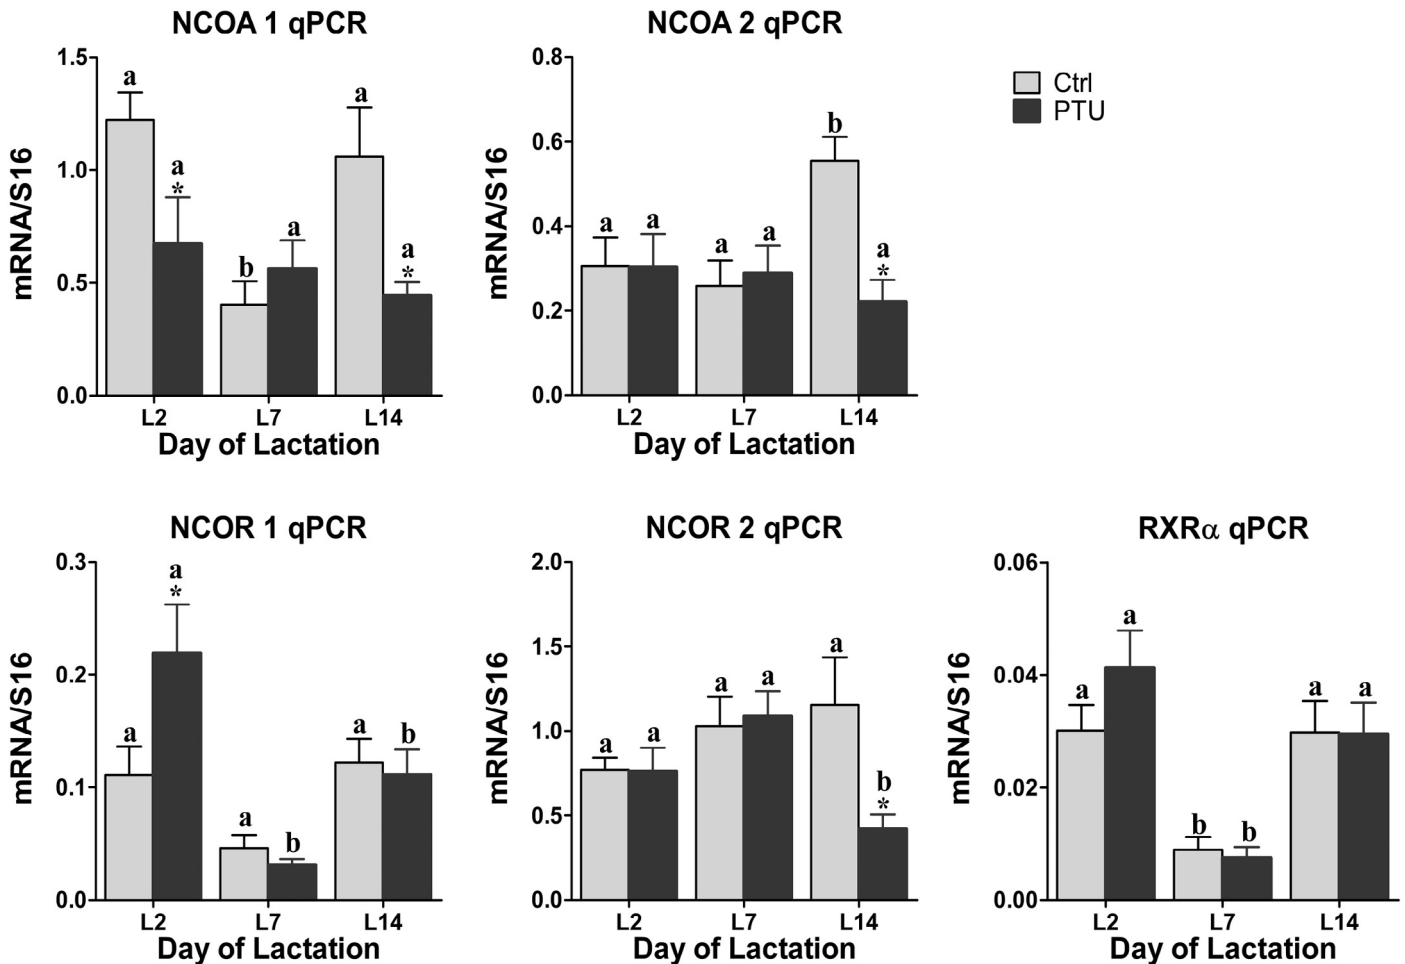 NCOA 1 qPCR
mRNA/S16
1.5
1.0
0.5
0.0
a
a
*
b
a
a
a
*
L2 L7 L14
Day of Lactation
NCOA 2 qPCR
mRNA/S16
0.8
0.6
0.4
0.2
0.0
a
a
a
a
b
a
*
L2 L7 L14
Day of Lactation
Ctrl
PTU
NCOR 1 qPCR
mRNA/S16
0.3
0.2
0.1
0.0
a
a
*
a
b
a
b
L2 L7 L14
Day of Lactation
NCOR 2 qPCR
mRNA/S16
2.0
1.5
1.0
0.5
0.0
a
a
a
a
a
b
*
L2 L7 L14
Day of Lactation
RXRα qPCR
mRNA/S16
0.06
0.04
0.02
0.00
a
a
b
b
a
a
L2 L7 L14
Day of Lactation